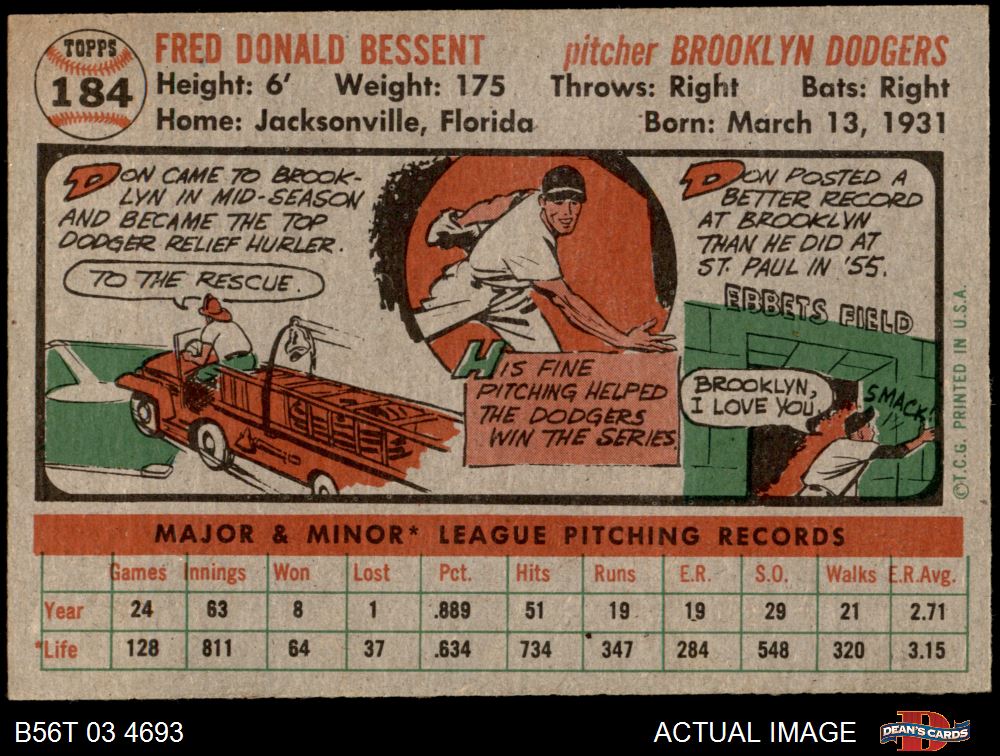 TOPPS
184
FRED DONALD BESSENT pitcher BROOKLYN DODGERS
Height: 6' Weight: 175 Throws: Right Bats: Right
Home: Jacksonville, Florida Born: March 13, 1931
DON CAME TO BROOK-
LYN IN MID-SEASON
AND BECAME THE TOP
DODGER RELIEF HURLER.
TO THE RESCUE.
HIS FINE
PITCHING HELPED
THE DODGERS
WIN THE SERIES.
DON POSTED A
BETTER RECORD
AT BROOKLYN
THAN HE DID AT
ST. PAUL IN '55.
EBBETS FIELD
BROOKLYN,
I LOVE YOU.
SMACK!
©T.C.G. PRINTED IN U.S.A.
MAJOR & MINOR* LEAGUE PITCHING RECORDS
Games Innings Won Lost Pct. Hits Runs E.R. S.O. Walks E.R.Avg.
Year 24 63 8 1 .889 51 19 19 29 21 2.71
*Life 128 811 64 37 .634 734 347 284 548 320 3.15
B56T 03 4693 ACTUAL IMAGE
D
DEAN'S CARDS